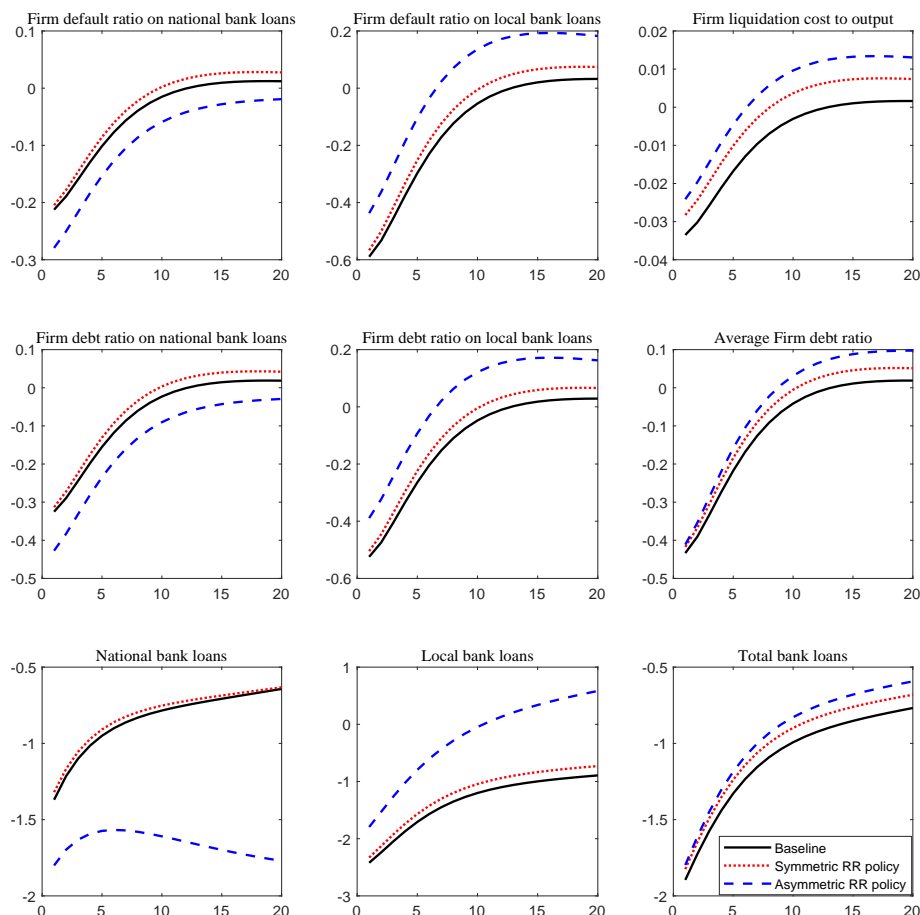 Firm default ratio on national bank loans
0.1
0
-0.1
-0.2
-0.3
0 5 10 15 20
Firm default ratio on local bank loans
0.2
0
-0.2
-0.4
-0.6
0 5 10 15 20
Firm liquidation cost to output
0.02
0.01
0
-0.01
-0.02
-0.03
-0.04
0 5 10 15 20
Firm debt ratio on national bank loans
0.1
0
-0.1
-0.2
-0.3
-0.4
-0.5
0 5 10 15 20
Firm debt ratio on local bank loans
0.2
0
-0.2
-0.4
-0.6
0 5 10 15 20
Average Firm debt ratio
0.1
0
-0.1
-0.2
-0.3
-0.4
-0.5
0 5 10 15 20
National bank loans
-0.5
-1
-1.5
-2
0 5 10 15 20
Local bank loans
1
0
-1
-2
-3
0 5 10 15 20
Total bank loans
-0.5
-1
-1.5
-2
0 5 10 15 20
Baseline
Symmetric RR policy
Asymmetric RR policy